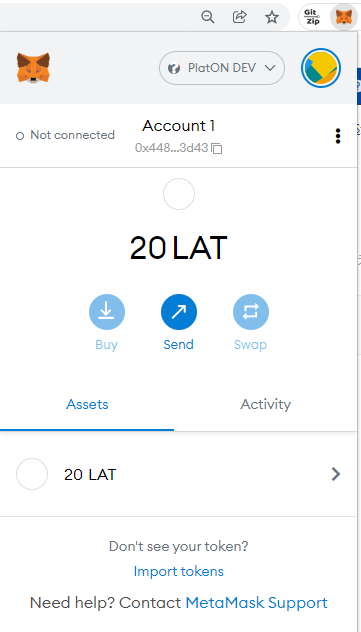 Git
Zip
PlatON DEV
Not connected
Account 1
0x448...3d43
20 LAT
Buy
Send
Swap
Assets
Activity
20 LAT
Don't see your token?
Import tokens
Need help? Contact MetaMask Support